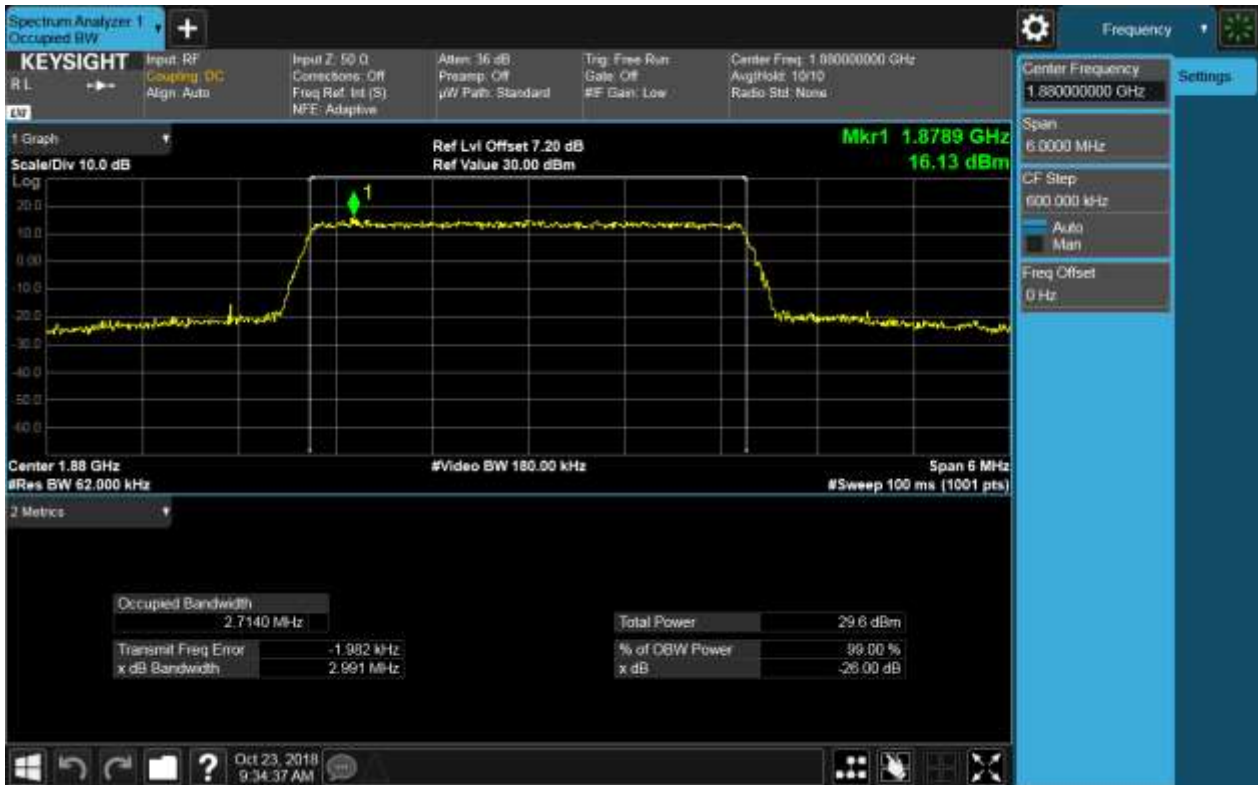 Spectrum Analyzer 1
Occupied BW
Frequency
KEYSIGHT
R L
Input: RF
Coupling: DC
Align: Auto
Input Z: 50 Ω
Corrections: Off
Freq Ref: Int (S)
NFE: Adaptive
Atten: 36 dB
Preamp: Off
µW Path: Standard
Trig: Free Run
Gate: Off
#IF Gain: Low
Center Freq: 1.880000000 GHz
Avg|Hold: 10/10
Radio Std: None
Center Frequency
1.880000000 GHz
Settings
Span
6.0000 MHz
CF Step
600.000 kHz
Auto
Man
Freq Offset
0 Hz
1 Graph
Scale/Div 10.0 dB
Ref Lvl Offset 7.20 dB
Ref Value 30.00 dBm
Mkr1 1.8789 GHz
16.13 dBm
Log
1
20.0
10.0
0.00
-10.0
-20.0
-30.0
-40.0
-50.0
-60.0
Center 1.88 GHz
#Video BW 180.00 kHz
Span 6 MHz
#Res BW 62.000 kHz
#Sweep 100 ms (1001 pts)
2 Metrics
Occupied Bandwidth
2.7140 MHz
Total Power 29.6 dBm
Transmit Freq Error -1.982 kHz
% of OBW Power 99.00 %
x dB Bandwidth 2.991 MHz
x dB -26.00 dB
?
Oct 23, 2018
9:34:37 AM